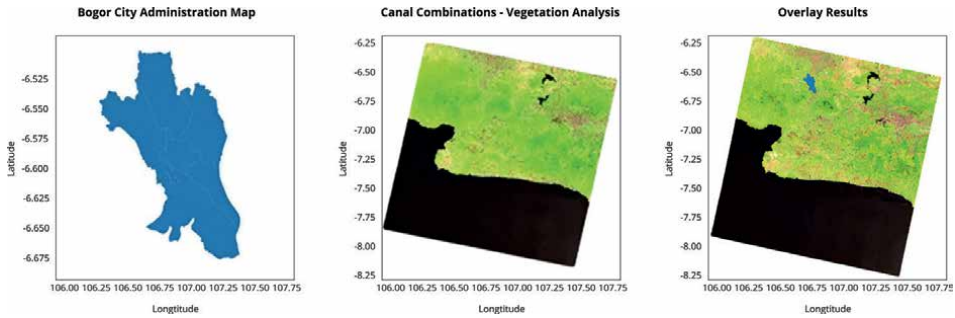 Bogor City Administration Map
-6.525
-6.550
-6.575
-6.600
-6.625
-6.650
-6.675
Latitude
106.00 106.25 106.50 106.75 107.00 107.25 107.50 107.75
Longtitude
Canal Combinations - Vegetation Analysis
-6.25
-6.50
-6.75
-7.00
-7.25
-7.50
-7.75
-8.00
-8.25
Latitude
106.00 106.25 106.50 106.75 107.00 107.25 107.50 107.75
Longtitude
Overlay Results
-6.25
-6.50
-6.75
-7.00
-7.25
-7.50
-7.75
-8.00
-8.25
Latitude
106.00 106.25 106.50 106.75 107.00 107.25 107.50 107.75
Longtitude